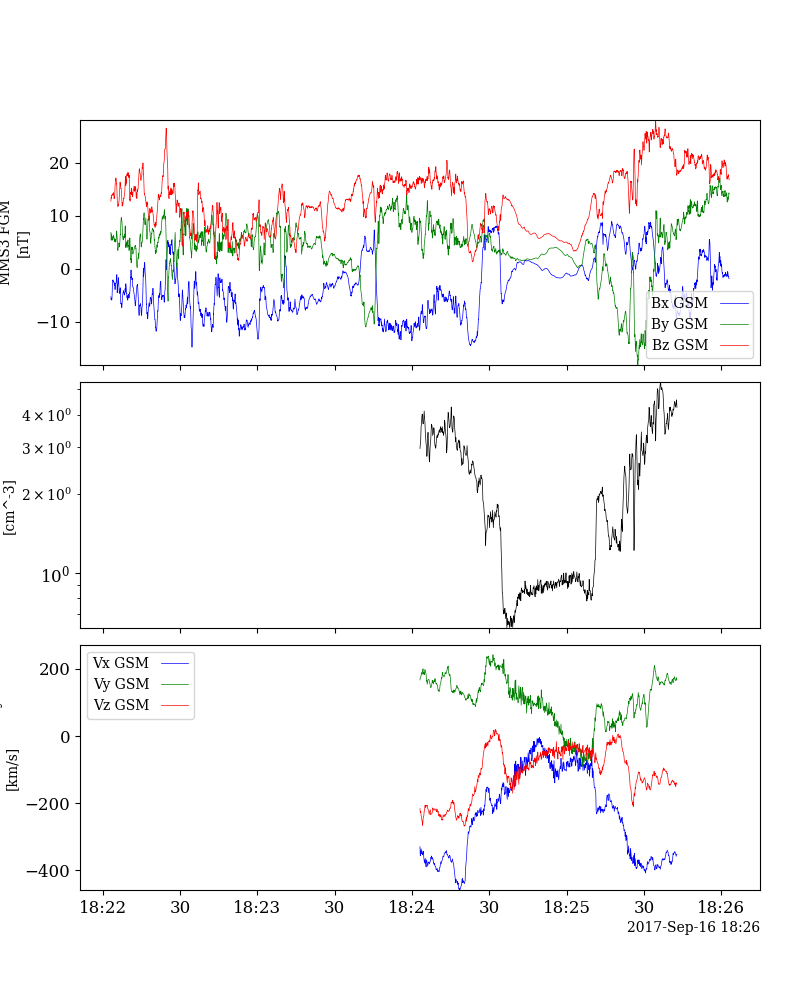 MMS3 FGM
[nT]
20
10
0
−10
Bx GSM
By GSM
Bz GSM
[cm^-3]
4 × 10⁰
3 × 10⁰
2 × 10⁰
10⁰
[km/s]
200
0
−200
−400
Vx GSM
Vy GSM
Vz GSM
18:22 30 18:23 30 18:24 30 18:25 30 18:26
2017-Sep-16 18:26